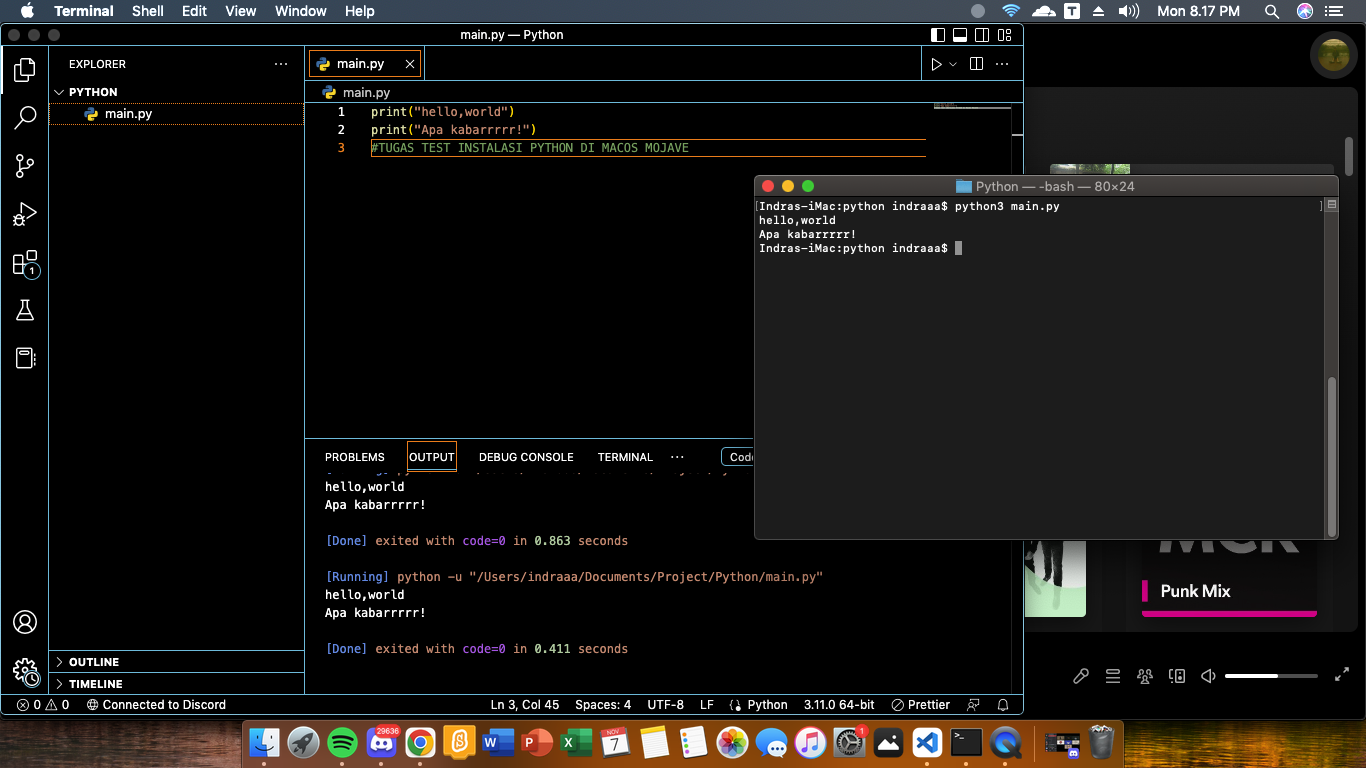 Terminal Shell Edit View Window Help
T
Mon 8.17 PM
main.py — Python
EXPLORER
PYTHON
main.py
main.py
main.py
1 print("hello,world")
2 print("Apa kabarrrrr!")
3 #TUGAS TEST INSTALASI PYTHON DI MACOS MOJAVE
Python — -bash — 80×24
[Indras-iMac:python indraaa$ python3 main.py ]
hello,world
Apa kabarrrrr!
Indras-iMac:python indraaa$
1
PROBLEMS OUTPUT DEBUG CONSOLE TERMINAL ··· Code
hello,world
Apa kabarrrrr!
[Done] exited with code=0 in 0.863 seconds
[Running] python -u "/Users/indraaa/Documents/Project/Python/main.py"
hello,world
Apa kabarrrrr!
[Done] exited with code=0 in 0.411 seconds
MCR
Punk Mix
OUTLINE
TIMELINE
0 0 Connected to Discord Ln 3, Col 45 Spaces: 4 UTF-8 LF Python 3.11.0 64-bit Prettier
29636
W P X
NOV
7
1